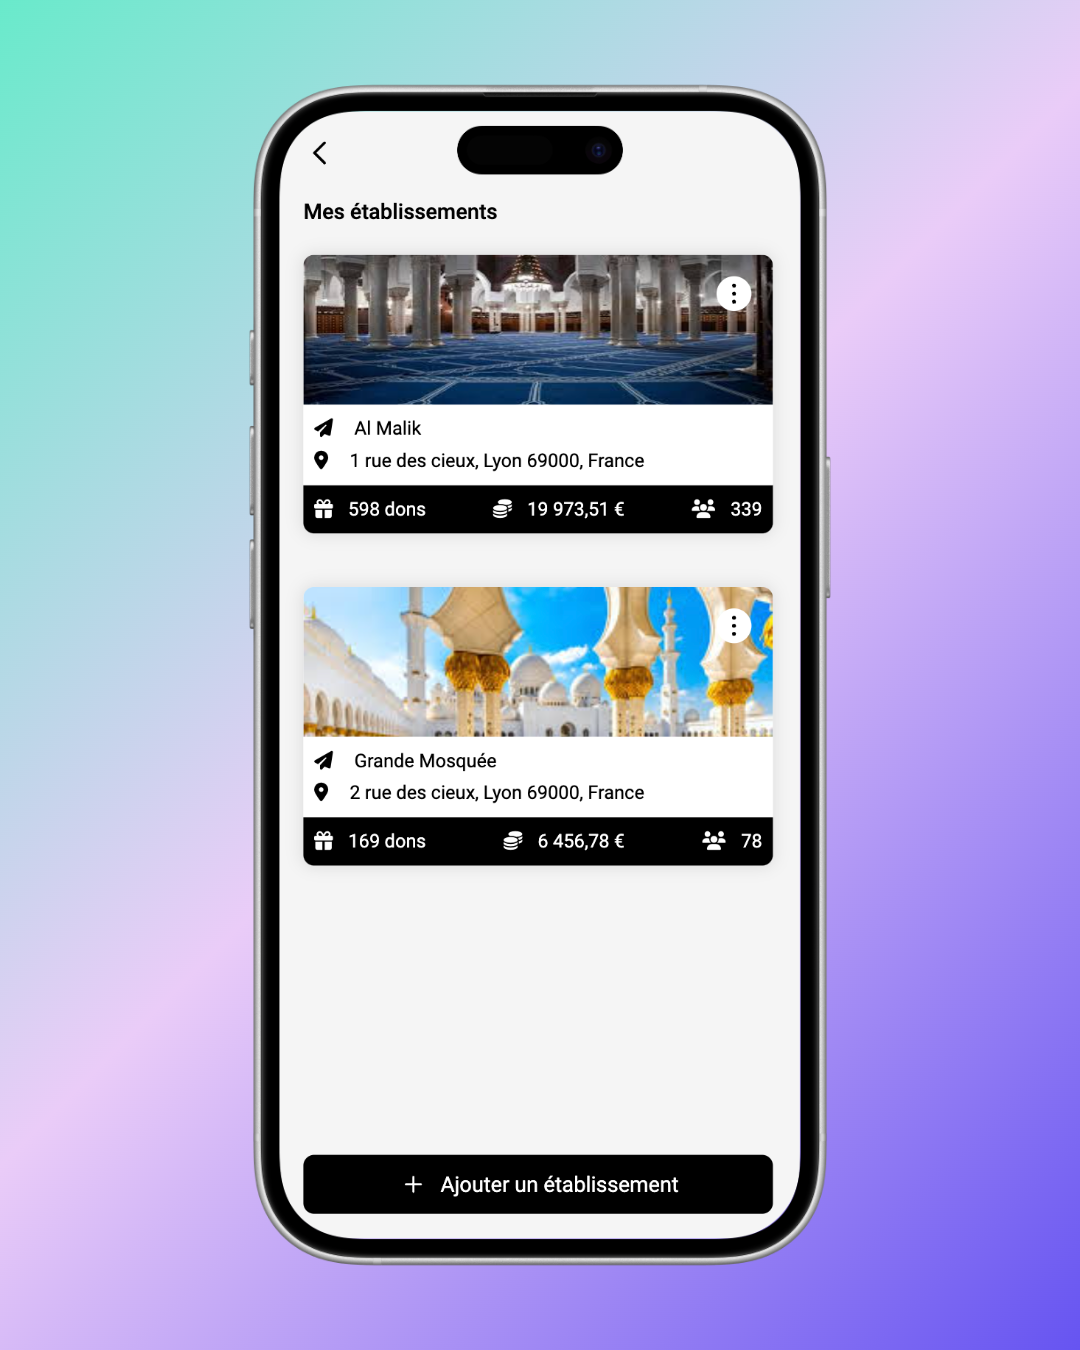 Mes établissements
Al Malik
1 rue des cieux, Lyon 69000, France
598 dons 19 973,51 € 339
Grande Mosquée
2 rue des cieux, Lyon 69000, France
169 dons 6 456,78 € 78
+ Ajouter un établissement